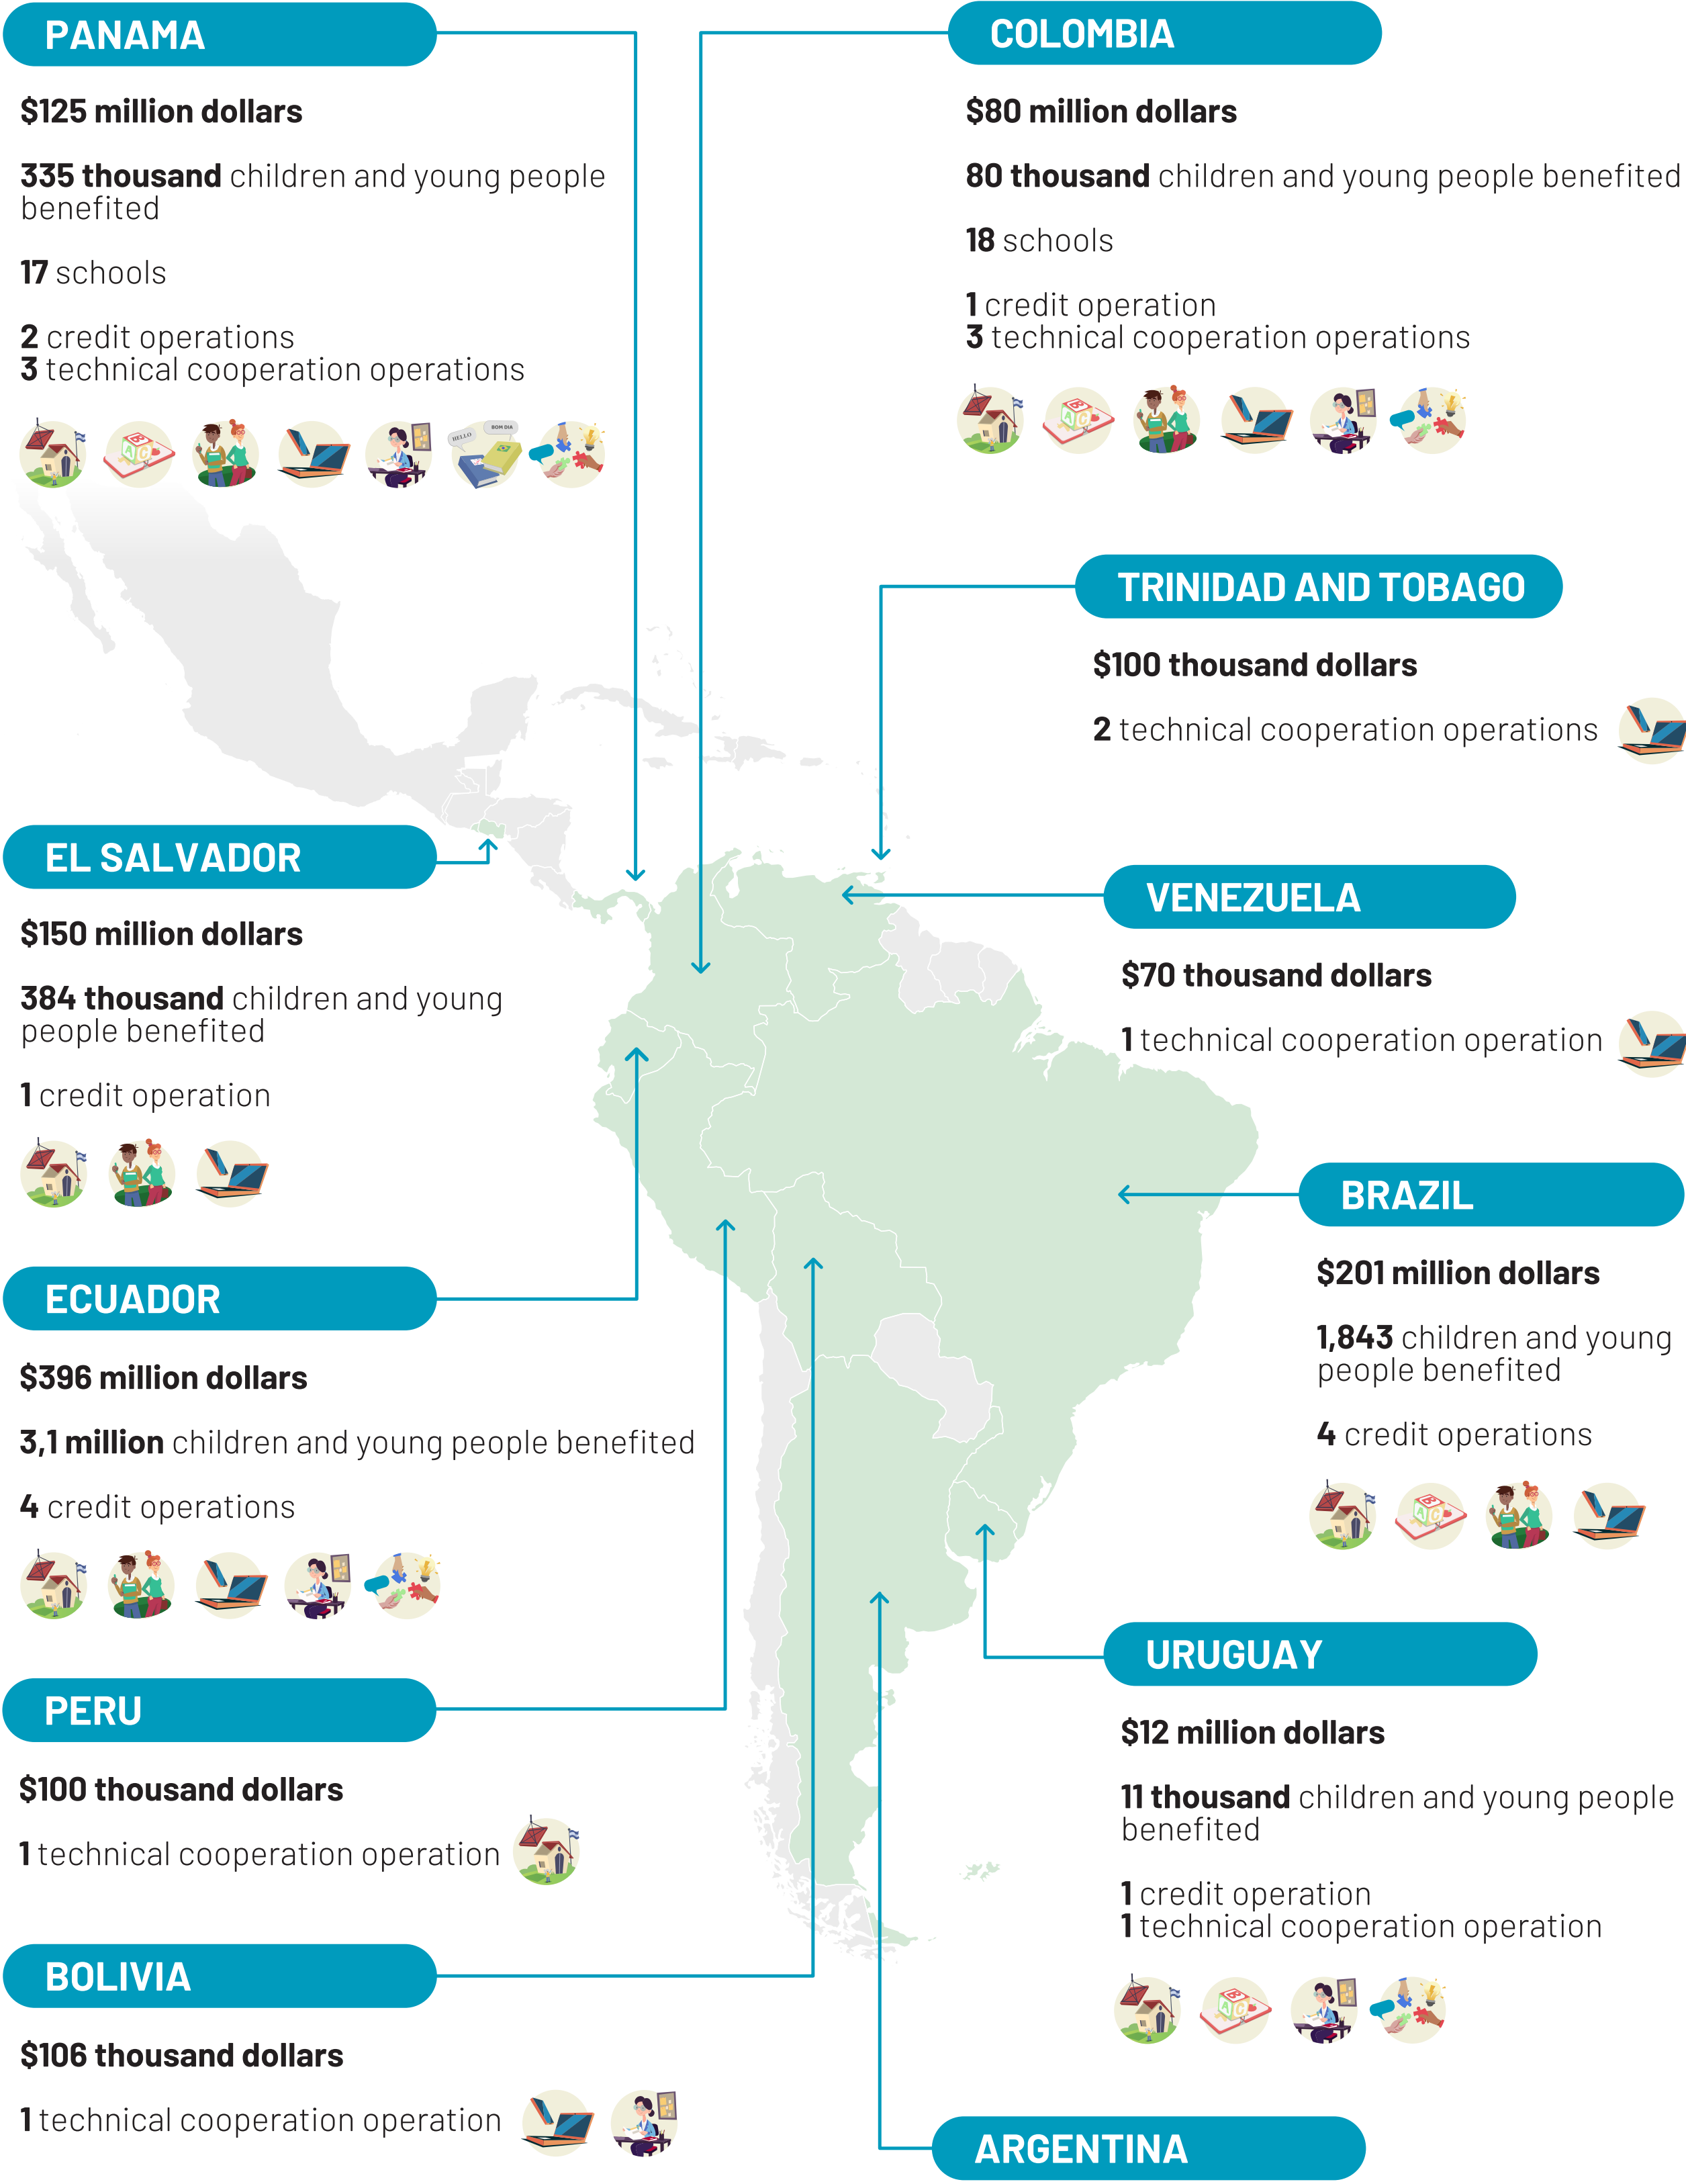 PANAMA
$125 million dollars
335 thousand children and young people
benefited
17 schools
2 credit operations
3 technical cooperation operations
HELLO
BOM DIA
COLOMBIA
$80 million dollars
80 thousand children and young people benefited
18 schools
1 credit operation
3 technical cooperation operations
TRINIDAD AND TOBAGO
$100 thousand dollars
2 technical cooperation operations
EL SALVADOR
$150 million dollars
384 thousand children and young
people benefited
1 credit operation
VENEZUELA
$70 thousand dollars
1 technical cooperation operation
BRAZIL
$201 million dollars
1,843 children and young
people benefited
4 credit operations
ECUADOR
$396 million dollars
3,1 million children and young people benefited
4 credit operations
URUGUAY
$12 million dollars
11 thousand children and young people
benefited
1 credit operation
1 technical cooperation operation
PERU
$100 thousand dollars
1 technical cooperation operation
BOLIVIA
$106 thousand dollars
1 technical cooperation operation
ARGENTINA